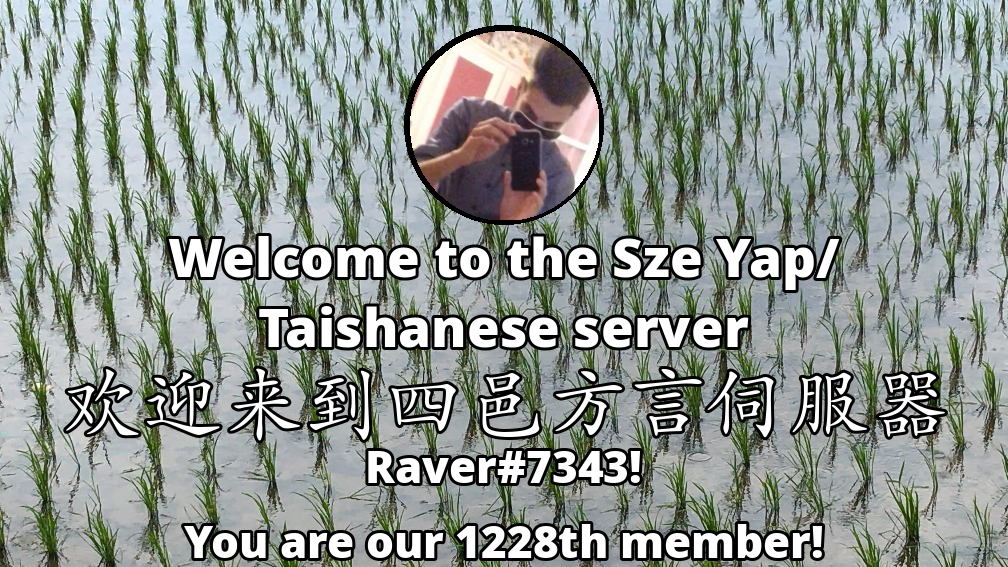 Welcome to the Sze Yap/
Taishanese server
欢迎来到四邑方言伺服器
Raver#7343!
You are our 1228th member!